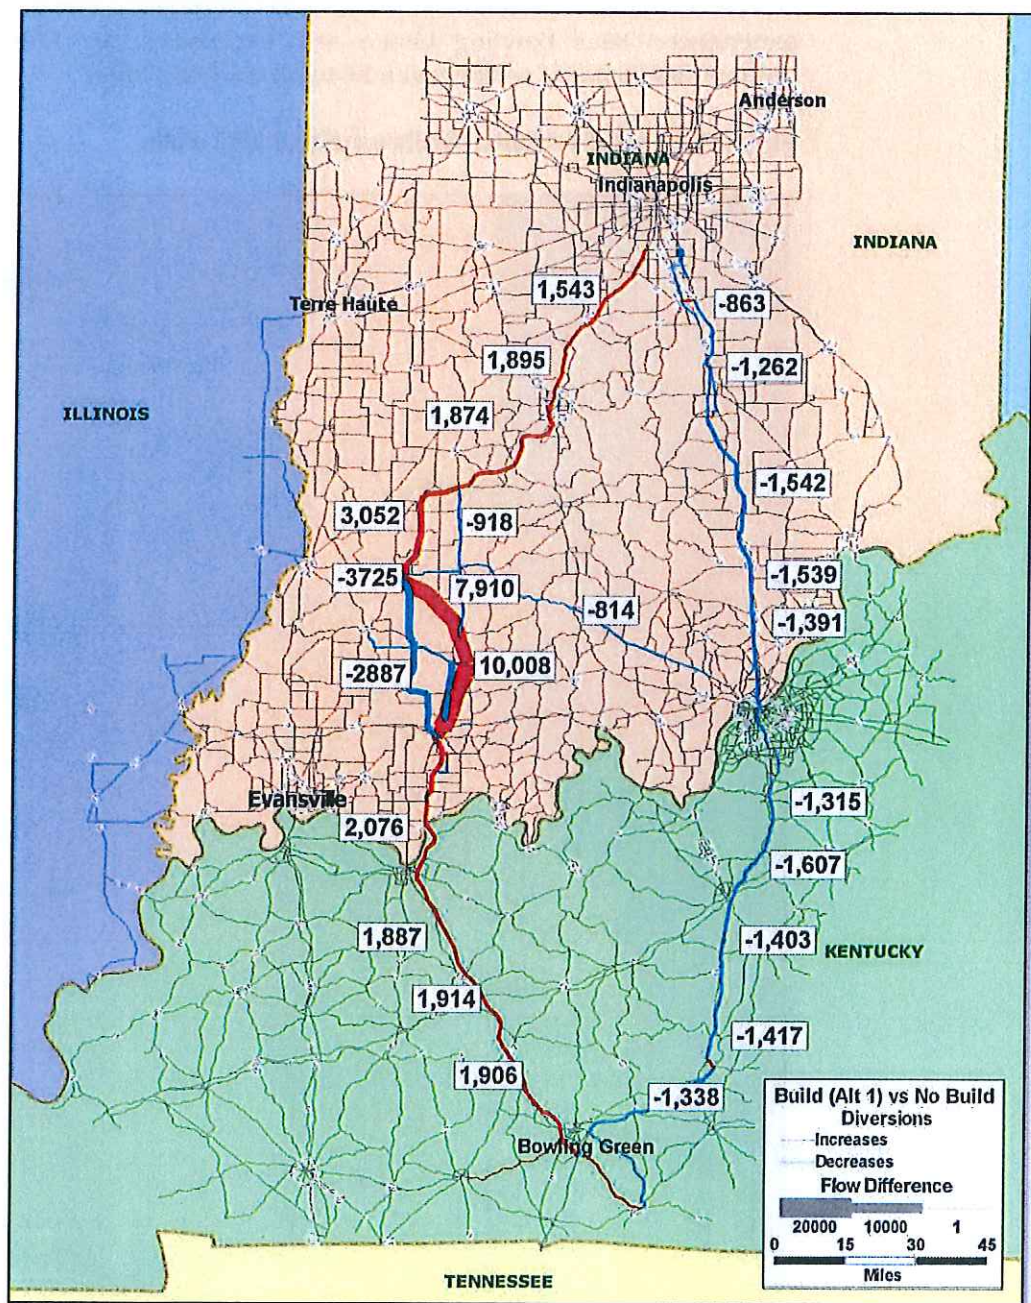 Anderson
INDIANA
Indianapolis
INDIANA
1,543
-863
Terre Haute
1,895
-1,262
ILLINOIS
1,874
-1,542
3,052
-918
-3725
7,910
-814
-1,539
-1,391
-2887
10,008
Evansville
2,076
-1,315
-1,607
1,887
-1,403
KENTUCKY
1,914
-1,417
1,906
-1,338
Bowling Green
Build (Alt 1) vs No Build
Diversions
Increases
Decreases
Flow Difference
20000 10000 1
0 15 30 45
Miles
TENNESSEE